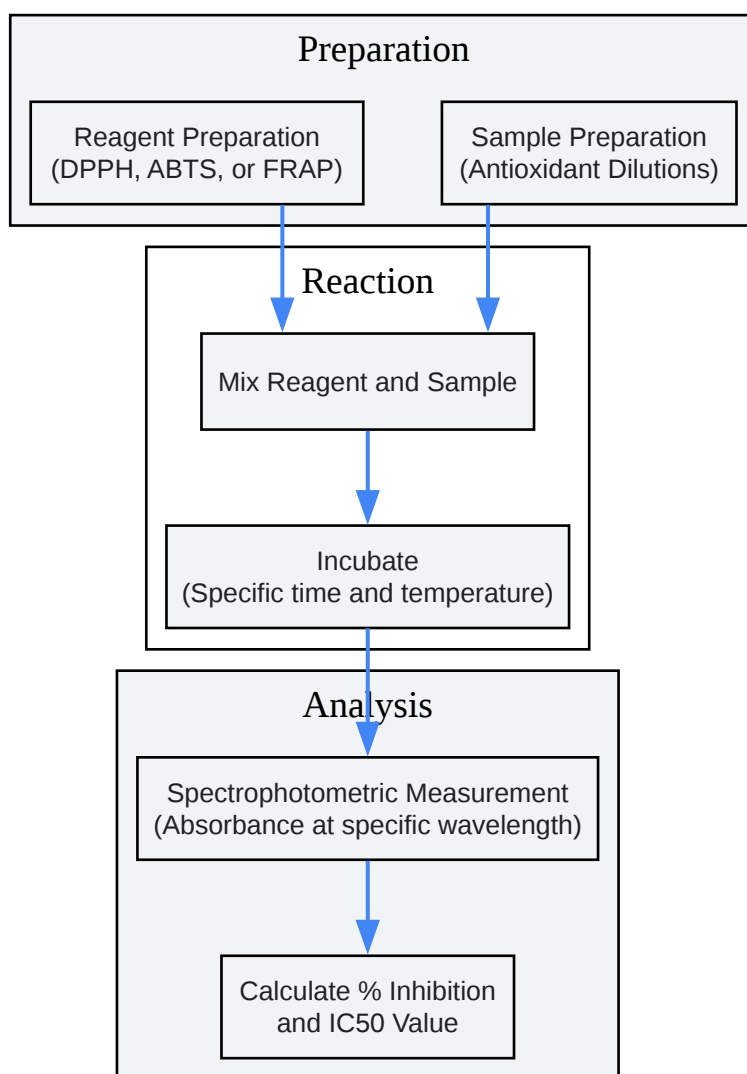 Preparation
Reagent Preparation
(DPPH, ABTS, or FRAP)
Sample Preparation
(Antioxidant Dilutions)
Reaction
Mix Reagent and Sample
Incubate
(Specific time and temperature)
Analysis
Spectrophotometric Measurement
(Absorbance at specific wavelength)
Calculate % Inhibition
and IC50 Value